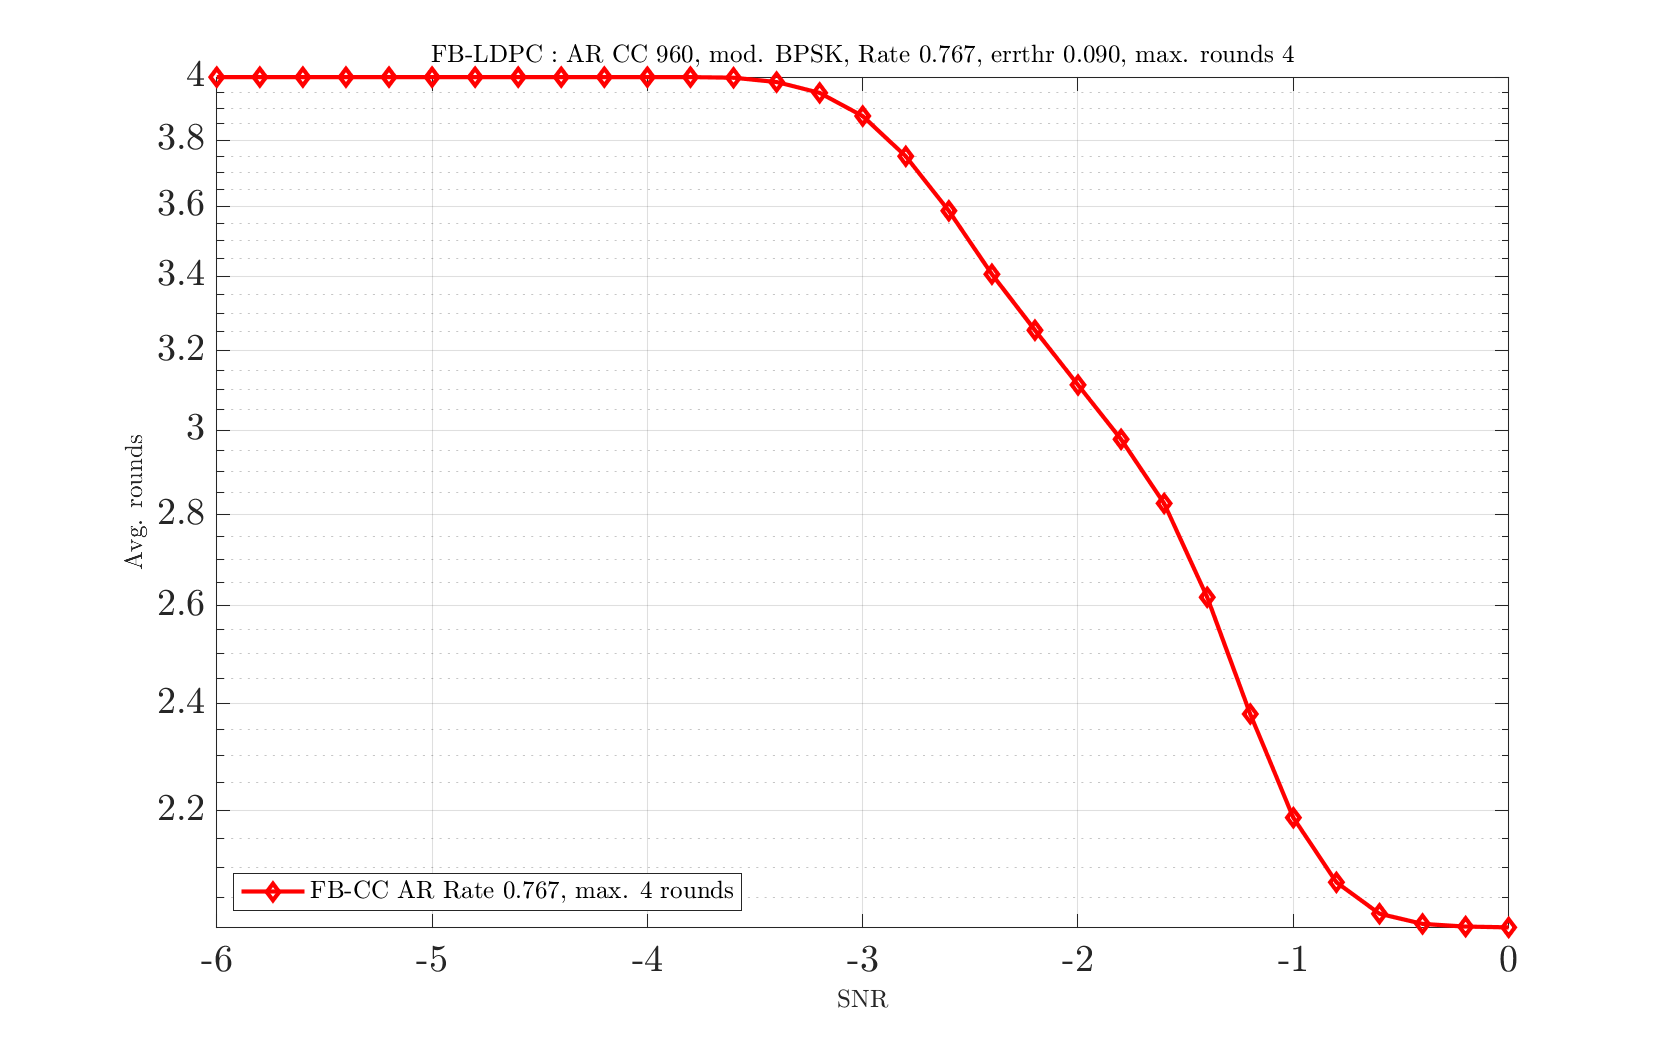 FB-LDPC : AR CC 960, mod. BPSK, Rate 0.767, errthr 0.090, max. rounds 4
4
3.8
3.6
3.4
3.2
3
2.8
2.6
2.4
2.2
Avg. rounds
FB-CC AR Rate 0.767, max. 4 rounds
-6 -5 -4 -3 -2 -1 0
SNR